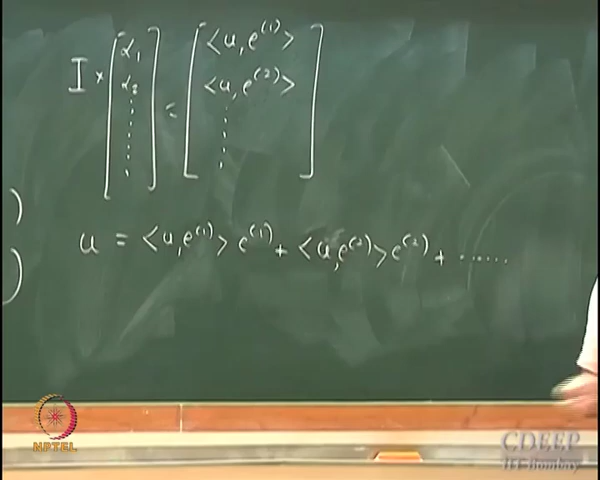 I × [α₁ α₂ ⋮] = [<u, e⁽¹⁾> <u, e⁽²⁾> ⋮]
u = <u, e⁽¹⁾> e⁽¹⁾ + <u, e⁽²⁾> e⁽²⁾ + ......
NPTEL
CDEEP
IIT Bombay